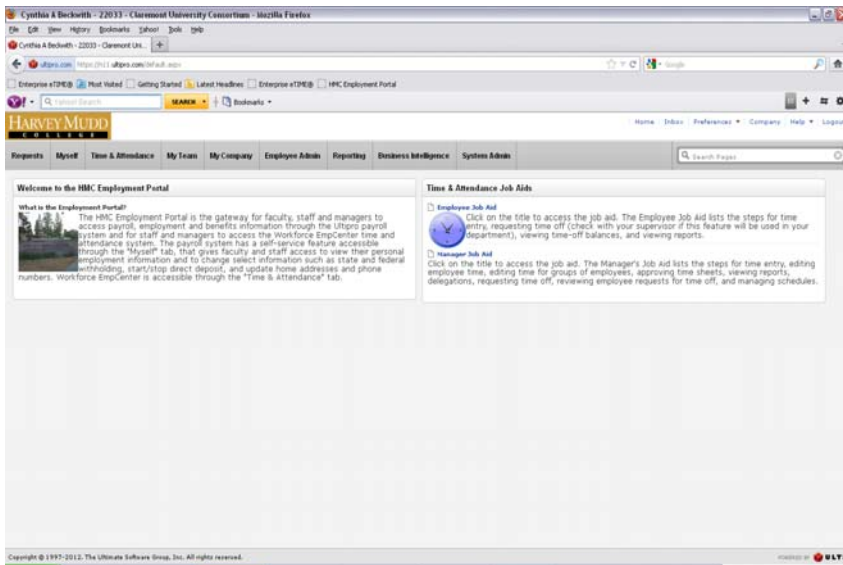 Cynthia A Beckwith - 22033 - Claremont University Consortium - Mozilla Firefox
File Edit View History Bookmarks Yahoo! Tools Help
Cynthia A Beckwith - 22033 - Claremont Uni...
ultipro.com ultipro.com/default.aspx Google
Enterprise eTIME® Most Visited Getting Started Latest Headlines Enterprise eTIME® HMC Employment Portal
Yahoo! Search SEARCH Bookmarks
HARVEY MUDD
COLLEGE
Home Inbox Preferences Company Help Logout
Requests Myself Time & Attendance My Team My Company Employee Admin Reporting Business Intelligence System Admin Search Pages
Welcome to the HMC Employment Portal
What is the Employment Portal?
The HMC Employment Portal is the gateway for faculty, staff and managers to
access payroll, employment and benefits information through the Ultipro payroll
system and for staff and managers to access the Workforce EmpCenter time and
attendance system. The payroll system has a self-service feature accessible
through the "Myself" tab, that gives faculty and staff access to view their personal
employment information and to change select information such as state and federal
withholding, start/stop direct deposit, and update home addresses and phone
numbers. Workforce EmpCenter is accessible through the "Time & Attendance" tab.
Time & Attendance Job Aids
Employee Job Aid
Click on the title to access the job aid. The Employee Job Aid lists the steps for time
entry, requesting time off (check with your supervisor if this feature will be used in your
department), viewing time-off balances, and viewing reports.
Manager Job Aid
Click on the title to access the job aid. The Manager's Job Aid lists the steps for time entry, editing
employee time, editing time for groups of employees, approving time sheets, viewing reports,
delegations, requesting time off, reviewing employee requests for time off, and managing schedules.
Copyright © 1997-2012. The Ultimate Software Group, Inc. All rights reserved.
POWERED BY ULT